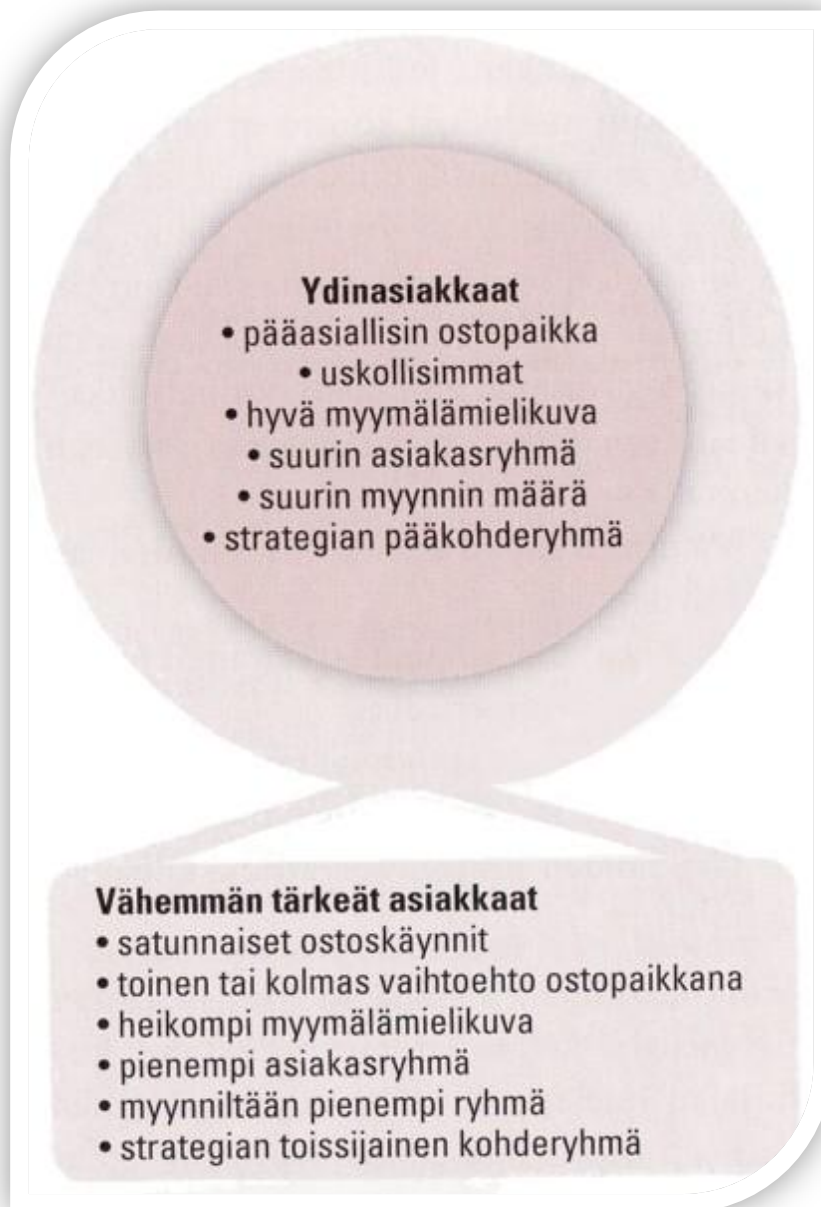 Ydinasiakkaat
• pääasiallisin ostopaikka
• uskollisimmat
• hyvä myymälämielikuva
• suurin asiakasryhmä
• suurin myynnin määrä
• strategian pääkohderyhmä
Vähemmän tärkeät asiakkaat
• satunnaiset ostoskäynnit
• toinen tai kolmas vaihtoehto ostopaikkana
• heikompi myymälämielikuva
• pienempi asiakasryhmä
• myynniltään pienempi ryhmä
• strategian toissijainen kohderyhmä